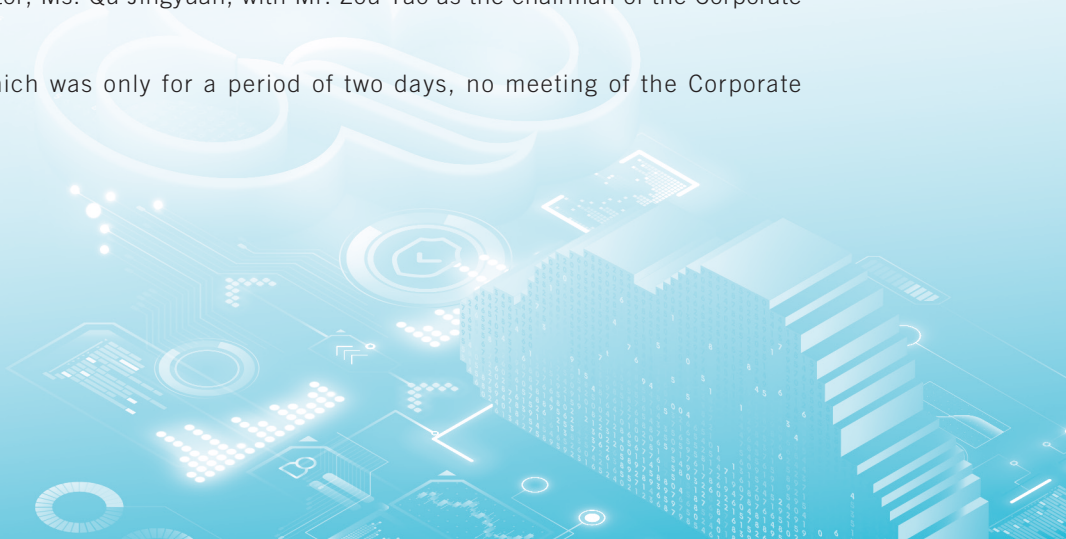 tor, Ms. Qu Jingyuan, with Mr. Zou Tao as the chairman of the Corporate
hich was only for a period of two days, no meeting of the Corporate